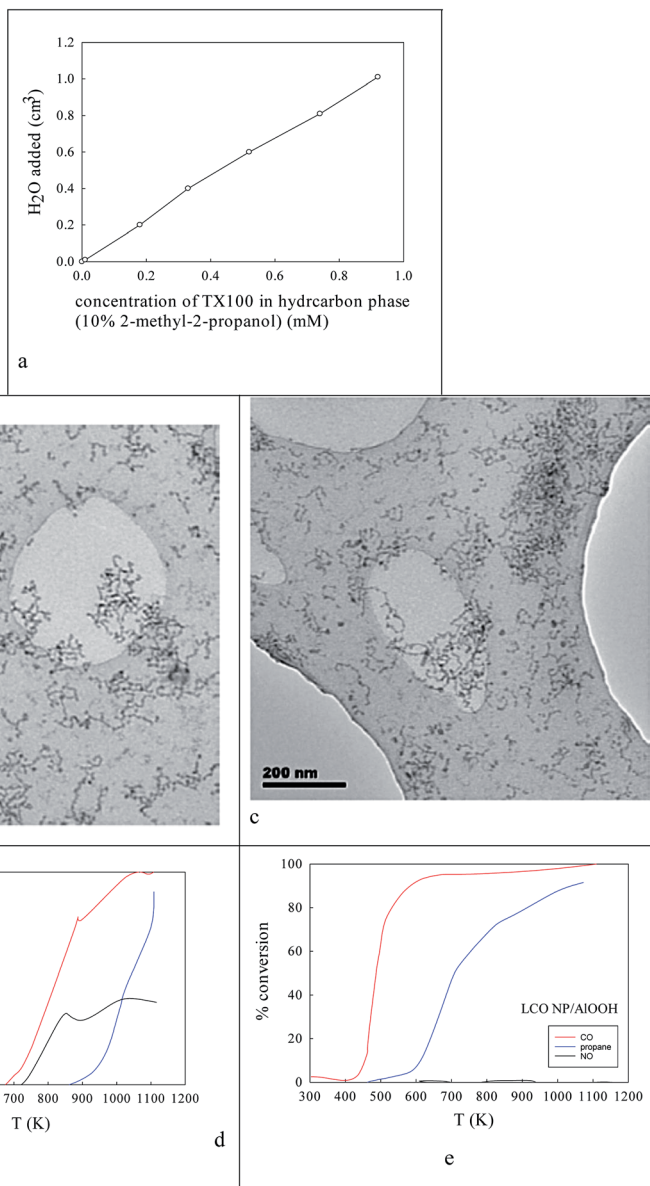 1.2
1.0
0.8
0.6
0.4
0.2
0.0
H2O added (cm3)
0.0 0.2 0.4 0.6 0.8 1.0
concentration of TX100 in hydrcarbon phase
(10% 2-methyl-2-propanol) (mM)
a
200 nm
c
700 800 900 1000 1100 1200
T (K)
d
100
80
60
40
20
0
% conversion
LCO NP/AlOOH
CO
propane
NO
300 400 500 600 700 800 900 1000 1100 1200
T (K)
e